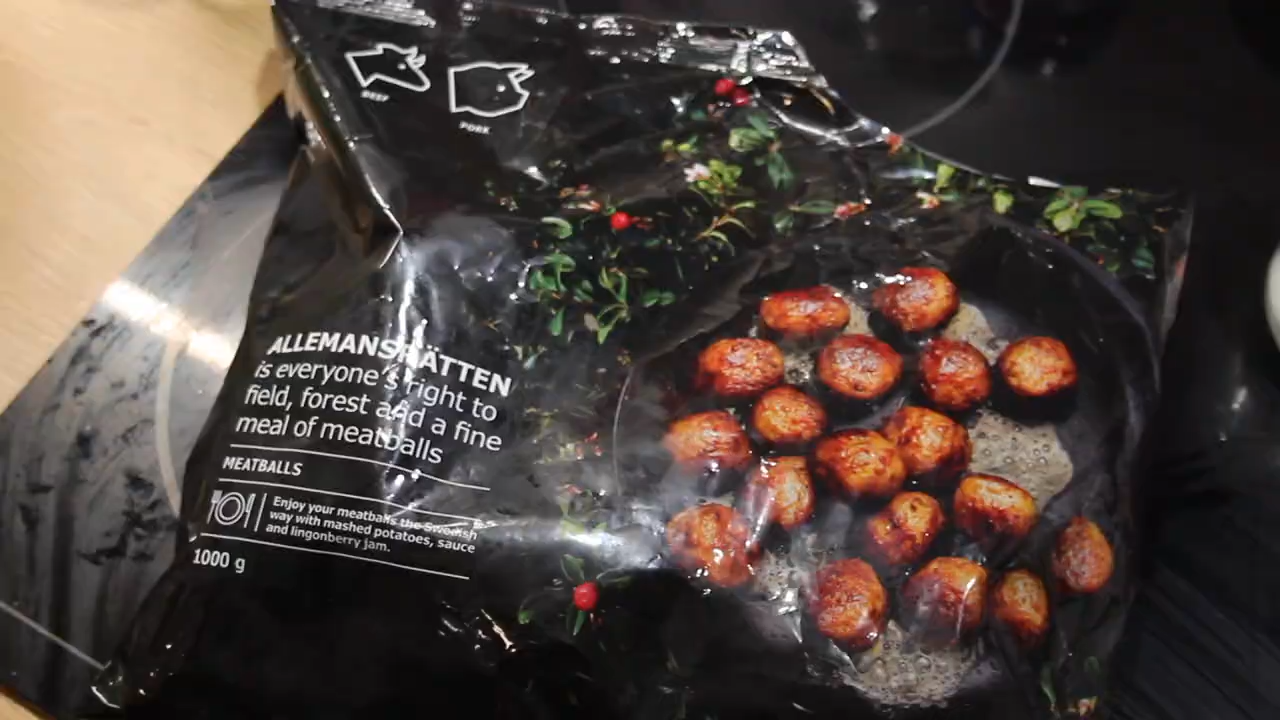 BEEF
PORK
ALLEMANSRÄTTEN
is everyone's right to
field, forest and a fine
meal of meatballs
MEATBALLS
Enjoy your meatballs the Swedish
way with mashed potatoes, sauce
and lingonberry jam.
1000 g